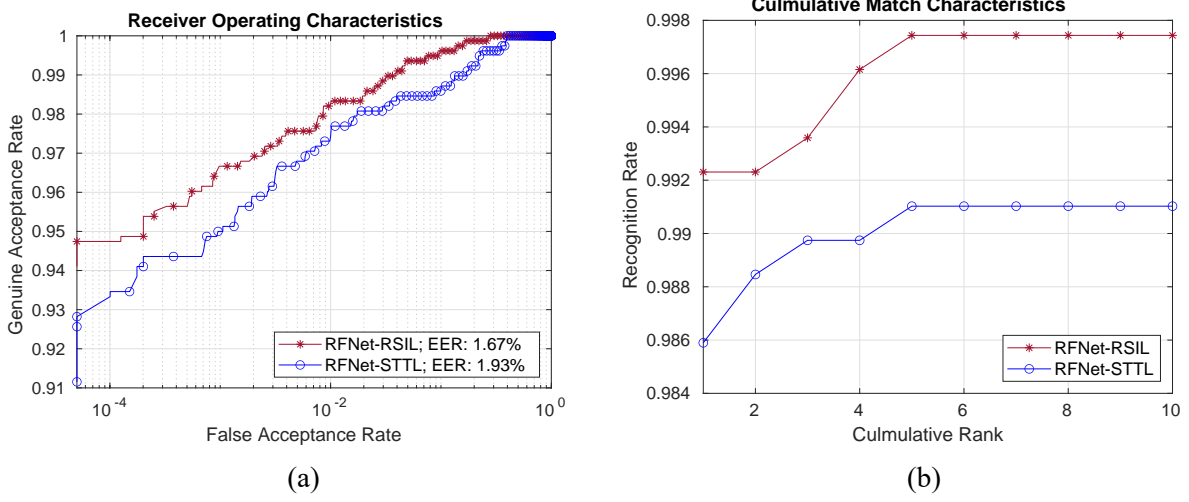 Receiver Operating Characteristics
1
0.99
0.98
0.97
0.96
0.95
0.94
0.93
0.92
0.91
Genuine Acceptance Rate
RFNet-RSIL; EER: 1.67%
RFNet-STTL; EER: 1.93%
10^-4
10^-2
10^0
False Acceptance Rate
(a)
Culmulative Match Characteristics
0.998
0.996
0.994
0.992
0.99
0.988
0.986
0.984
Recognition Rate
RFNet-RSIL
RFNet-STTL
2
4
6
8
10
Culmulative Rank
(b)